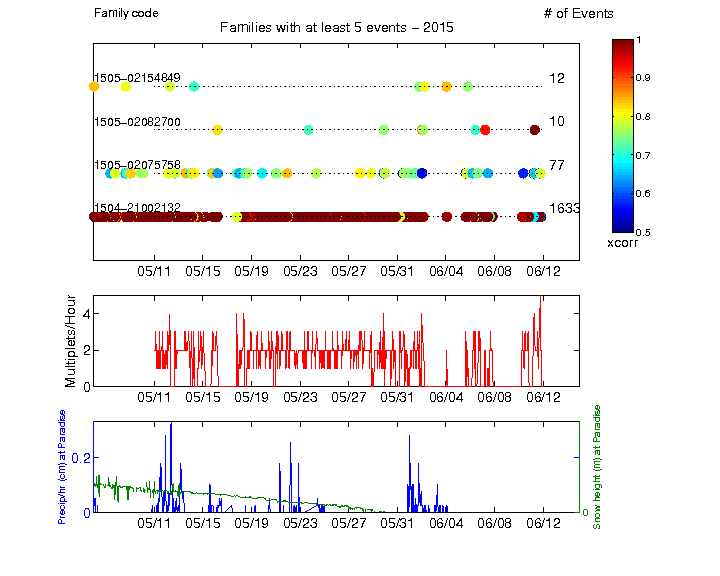 Family code
# of Events
Families with at least 5 events – 2015
1505–02154849
12
1505–02082700
10
1505–02075758
77
1504–21002132
1633
05/11 05/15 05/19 05/23 05/27 05/31 06/04 06/08 06/12
1
0.9
0.8
0.7
0.6
0.5
xcorr
Multiplets/Hour
4
2
0
05/11 05/15 05/19 05/23 05/27 05/31 06/04 06/08 06/12
Precip/hr (cm) at Paradise
0.2
0
0
Snow height (m) at Paradise
05/11 05/15 05/19 05/23 05/27 05/31 06/04 06/08 06/12